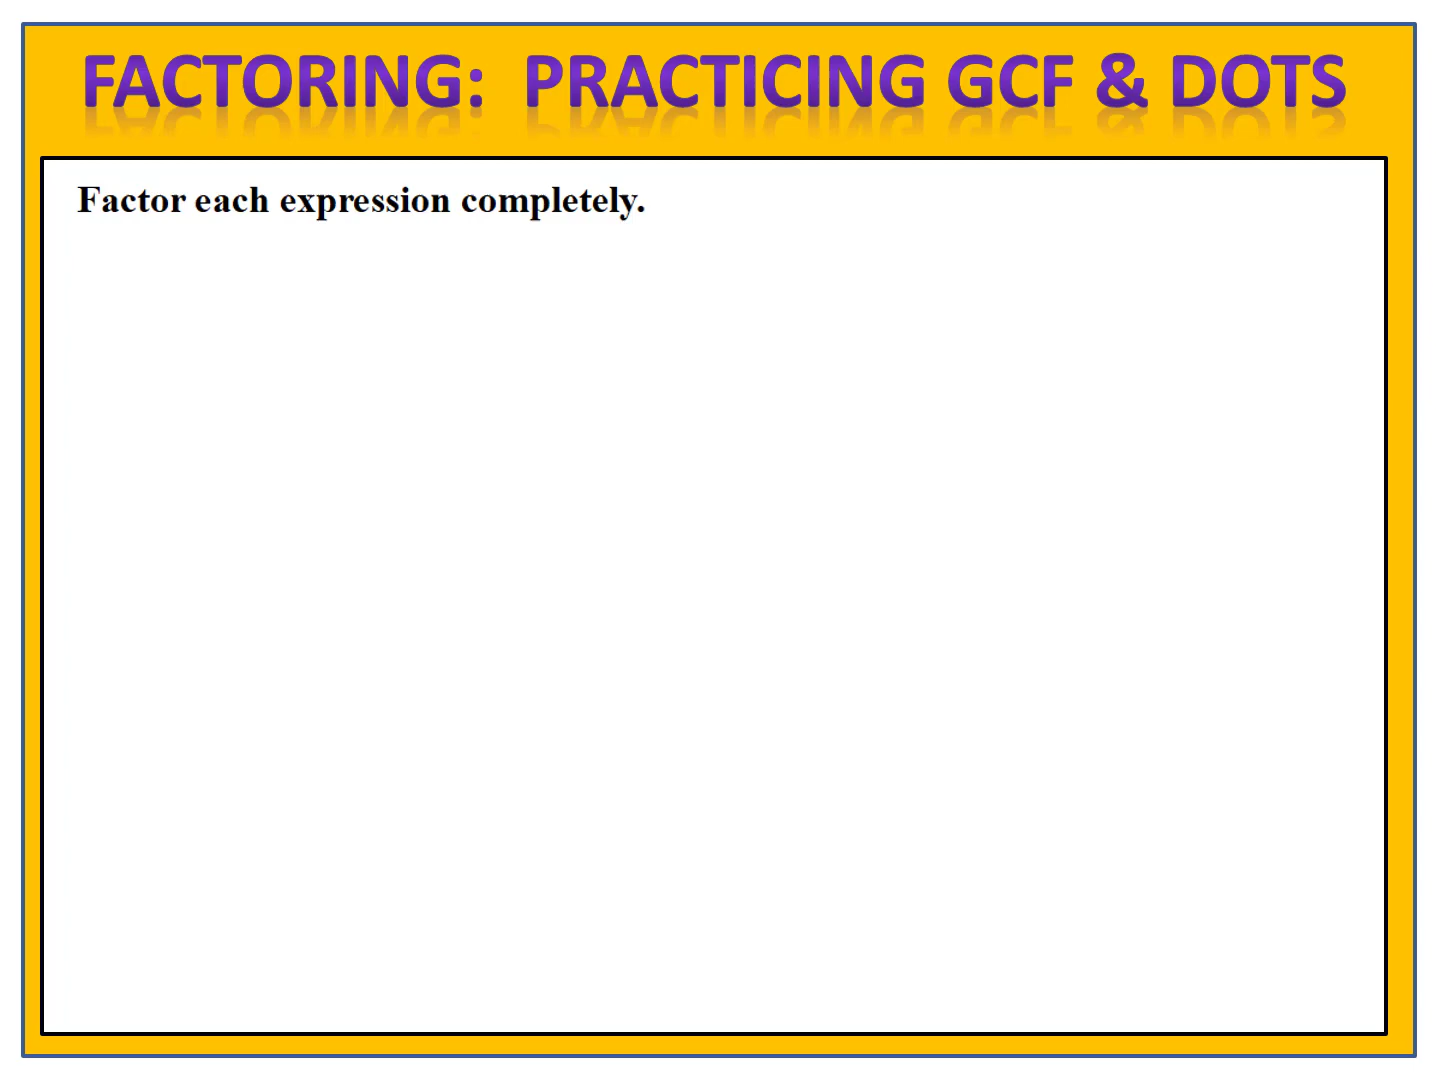 FACTORING: PRACTICING GCF & DOTS
Factor each expression completely.